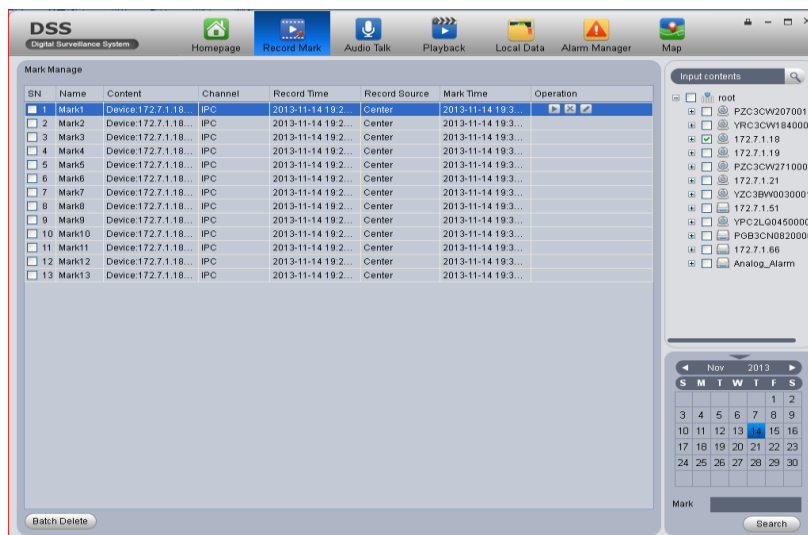 DSS
Digital Surveillance System
Homepage
Record Mark
Audio Talk
Playback
Local Data
Alarm Manager
Map
Mark Manage
SN Name Content Channel Record Time Record Source Mark Time Operation
1 Mark1 Device:172.7.1.18... IPC 2013-11-14 19:2... Center 2013-11-14 19:3...
2 Mark2 Device:172.7.1.18... IPC 2013-11-14 19:2... Center 2013-11-14 19:3...
3 Mark3 Device:172.7.1.18... IPC 2013-11-14 19:2... Center 2013-11-14 19:3...
4 Mark4 Device:172.7.1.18... IPC 2013-11-14 19:2... Center 2013-11-14 19:3...
5 Mark5 Device:172.7.1.18... IPC 2013-11-14 19:2... Center 2013-11-14 19:3...
6 Mark6 Device:172.7.1.18... IPC 2013-11-14 19:2... Center 2013-11-14 19:3...
7 Mark7 Device:172.7.1.18... IPC 2013-11-14 19:2... Center 2013-11-14 19:3...
8 Mark8 Device:172.7.1.18... IPC 2013-11-14 19:2... Center 2013-11-14 19:3...
9 Mark9 Device:172.7.1.18... IPC 2013-11-14 19:2... Center 2013-11-14 19:3...
10 Mark10 Device:172.7.1.18... IPC 2013-11-14 19:2... Center 2013-11-14 19:3...
11 Mark11 Device:172.7.1.18... IPC 2013-11-14 19:2... Center 2013-11-14 19:3...
12 Mark12 Device:172.7.1.18... IPC 2013-11-14 19:2... Center 2013-11-14 19:3...
13 Mark13 Device:172.7.1.18... IPC 2013-11-14 19:2... Center 2013-11-14 19:3...
Batch Delete
Input contents
root
PZC3CW207001
YRC3CW184000
172.7.1.18
172.7.1.19
PZC3CW271000
172.7.1.21
YZC3BW003000
172.7.1.51
YPC2LQ0450000
PGB3CN082000
172.7.1.66
Analog_Alarm
Nov 2013
S M T W T F S
1 2
3 4 5 6 7 8 9
10 11 12 13 14 15 16
17 18 19 20 21 22 23
24 25 26 27 28 29 30
Mark
Search